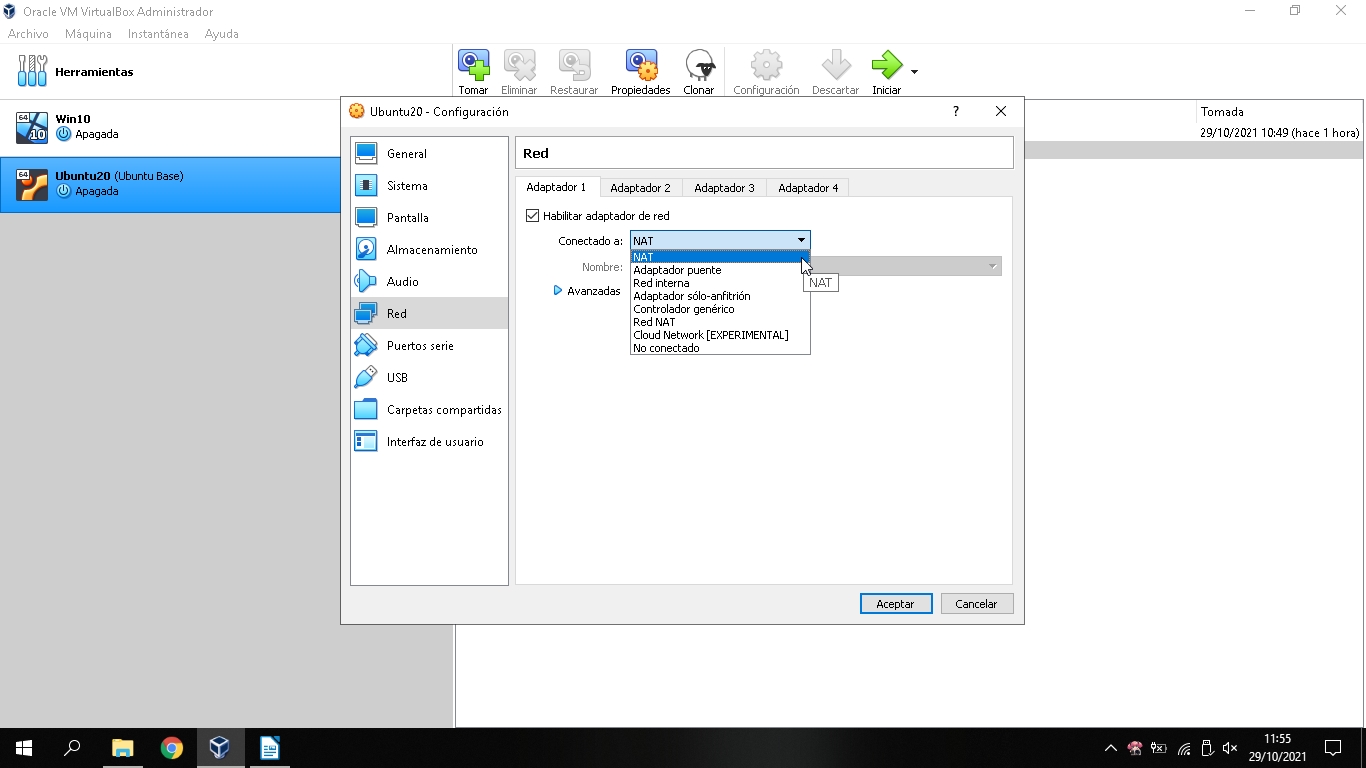 Oracle VM VirtualBox Administrador
Archivo Máquina Instantánea Ayuda
Herramientas
Tomar Eliminar Restaurar Propiedades Clonar Configuración Descartar Iniciar
64
10
Win10
Apagada
64
Ubuntu20 (Ubuntu Base)
Apagada
Tomada
29/10/2021 10:49 (hace 1 hora)
Ubuntu20 - Configuración
?
General
Sistema
Pantalla
Almacenamiento
Audio
Red
Puertos serie
USB
Carpetas compartidas
Interfaz de usuario
Red
Adaptador 1 Adaptador 2 Adaptador 3 Adaptador 4
Habilitar adaptador de red
Conectado a: NAT
Nombre:
Avanzadas
NAT
Adaptador puente
Red interna
Adaptador sólo-anfitrión
Controlador genérico
Red NAT
Cloud Network [EXPERIMENTAL]
No conectado
NAT
Aceptar Cancelar
11:55
29/10/2021